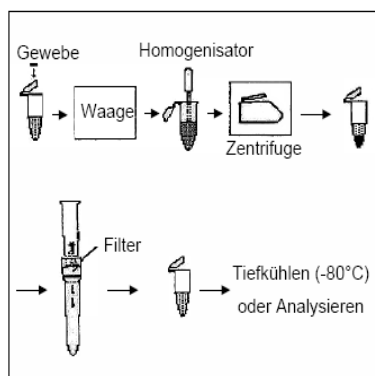 Gewebe
Homogenisator
Waage
Zentrifuge
Filter
Tiefkühlen (-80°C)
oder Analysieren